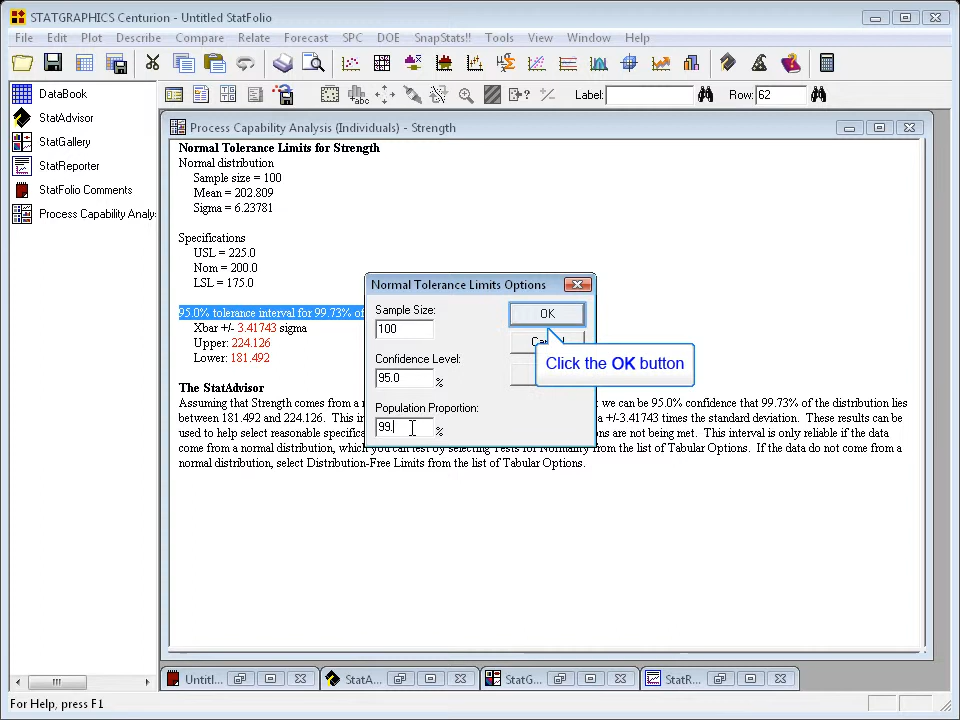 STATGRAPHICS Centurion - Untitled StatFolio
File Edit Plot Describe Compare Relate Forecast SPC DOE SnapStats!! Tools View Window Help
Label: Row: 62
DataBook
StatAdvisor
StatGallery
StatReporter
StatFolio Comments
Process Capability Analy
Process Capability Analysis (Individuals) - Strength
Normal Tolerance Limits for Strength
Normal distribution
Sample size = 100
Mean = 202.809
Sigma = 6.23781
Specifications
USL = 225.0
Nom = 200.0
LSL = 175.0
95.0% tolerance interval for 99.73% of
Xbar +/- 3.41743 sigma
Upper: 224.126
Lower: 181.492
The StatAdvisor
Assuming that Strength comes from a we can be 95.0% confidence that 99.73% of the distribution lies
between 181.492 and 224.126. This a +/-3.41743 times the standard deviation. These results can be
used to help select reasonable specific are not being met. This interval is only reliable if the data
come from a normal distribution, which you can test by selecting Tests for Normality from the list of Tabular Options. If the data do not come from a
normal distribution, select Distribution-Free Limits from the list of Tabular Options.
Normal Tolerance Limits Options
Sample Size:
100
OK
Confidence Level:
95.0 %
Population Proportion:
99. %
Click the OK button
Untitl... StatA... StatG... StatR...
For Help, press F1